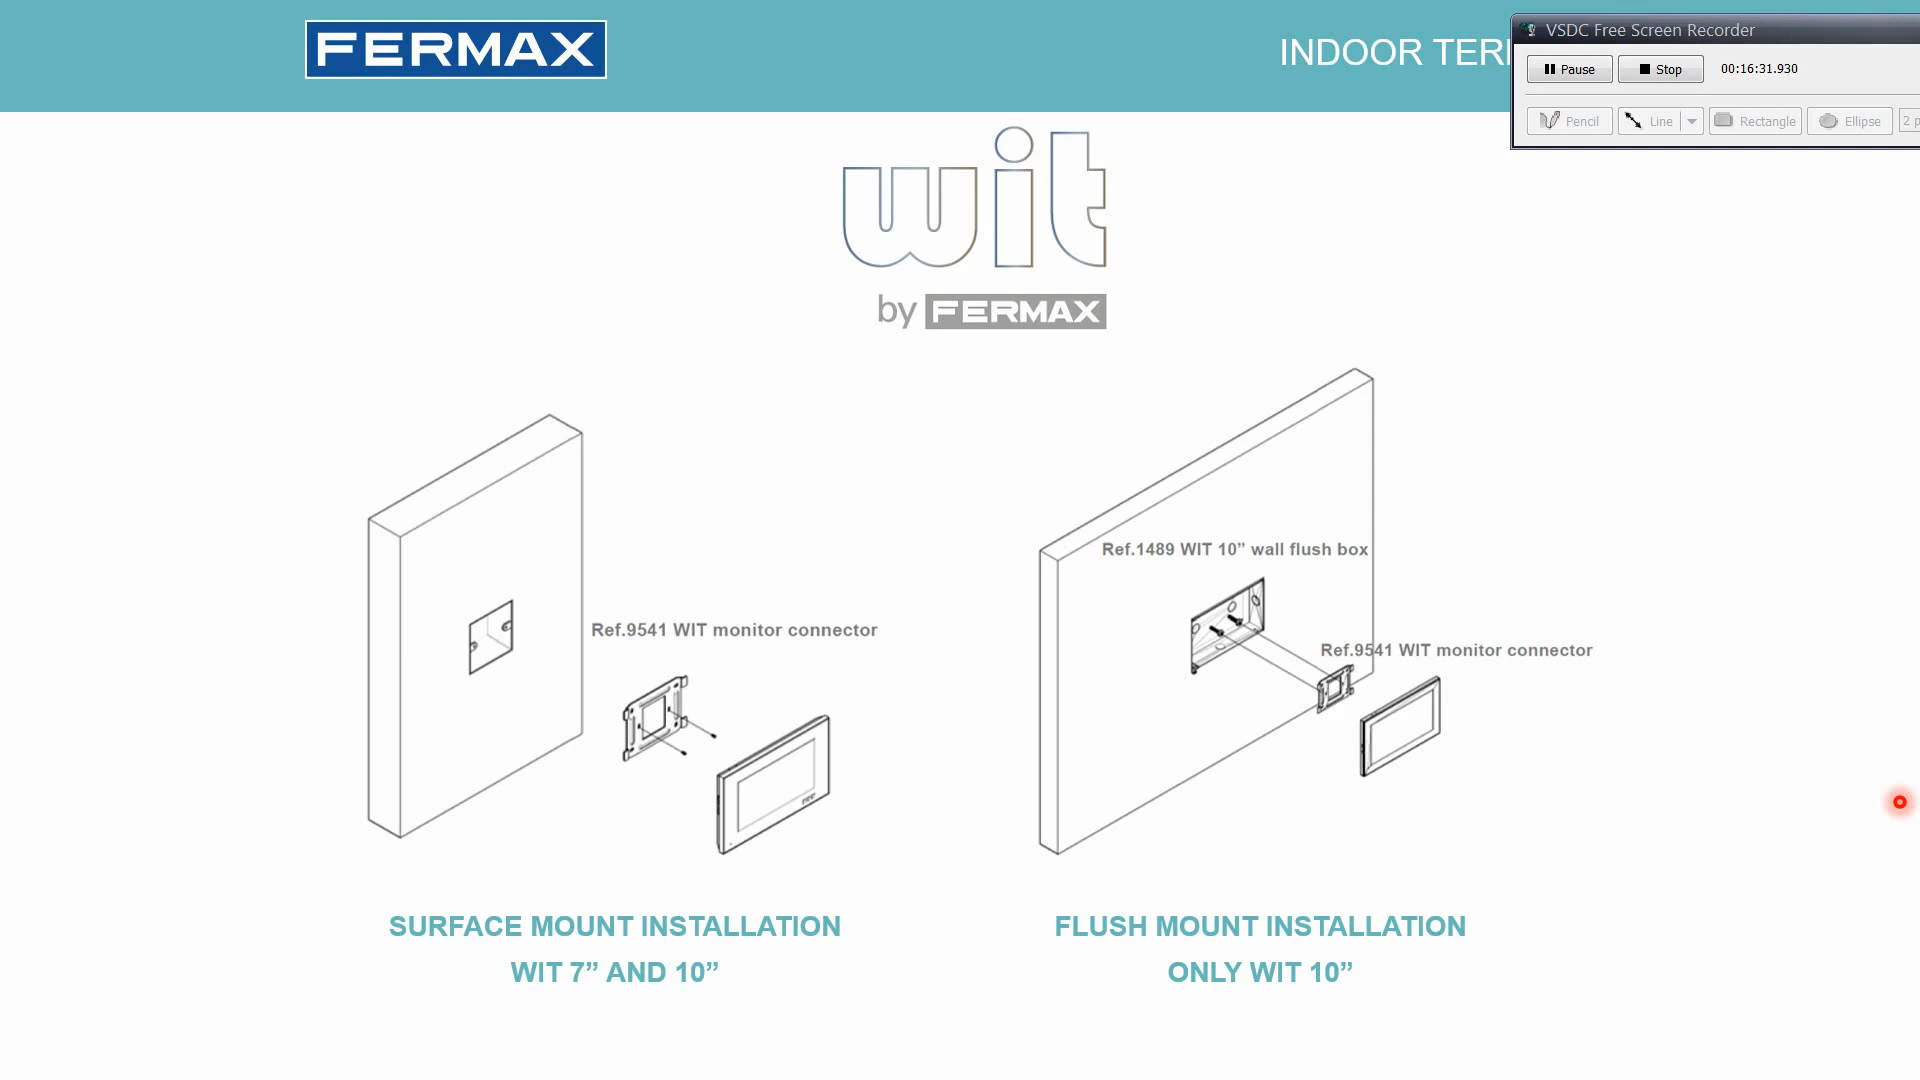 FERMAX
INDOOR
VSDC Free Screen Recorder
Pause
Stop
00:16:31.930
Pencil
Line
Rectangle
Ellipse
2
wit
by FERMAX
Ref.1489 WIT 10” wall flush box
Ref.9541 WIT monitor connector
Ref.9541 WIT monitor connector
SURFACE MOUNT INSTALLATION
WIT 7” AND 10”
FLUSH MOUNT INSTALLATION
ONLY WIT 10”